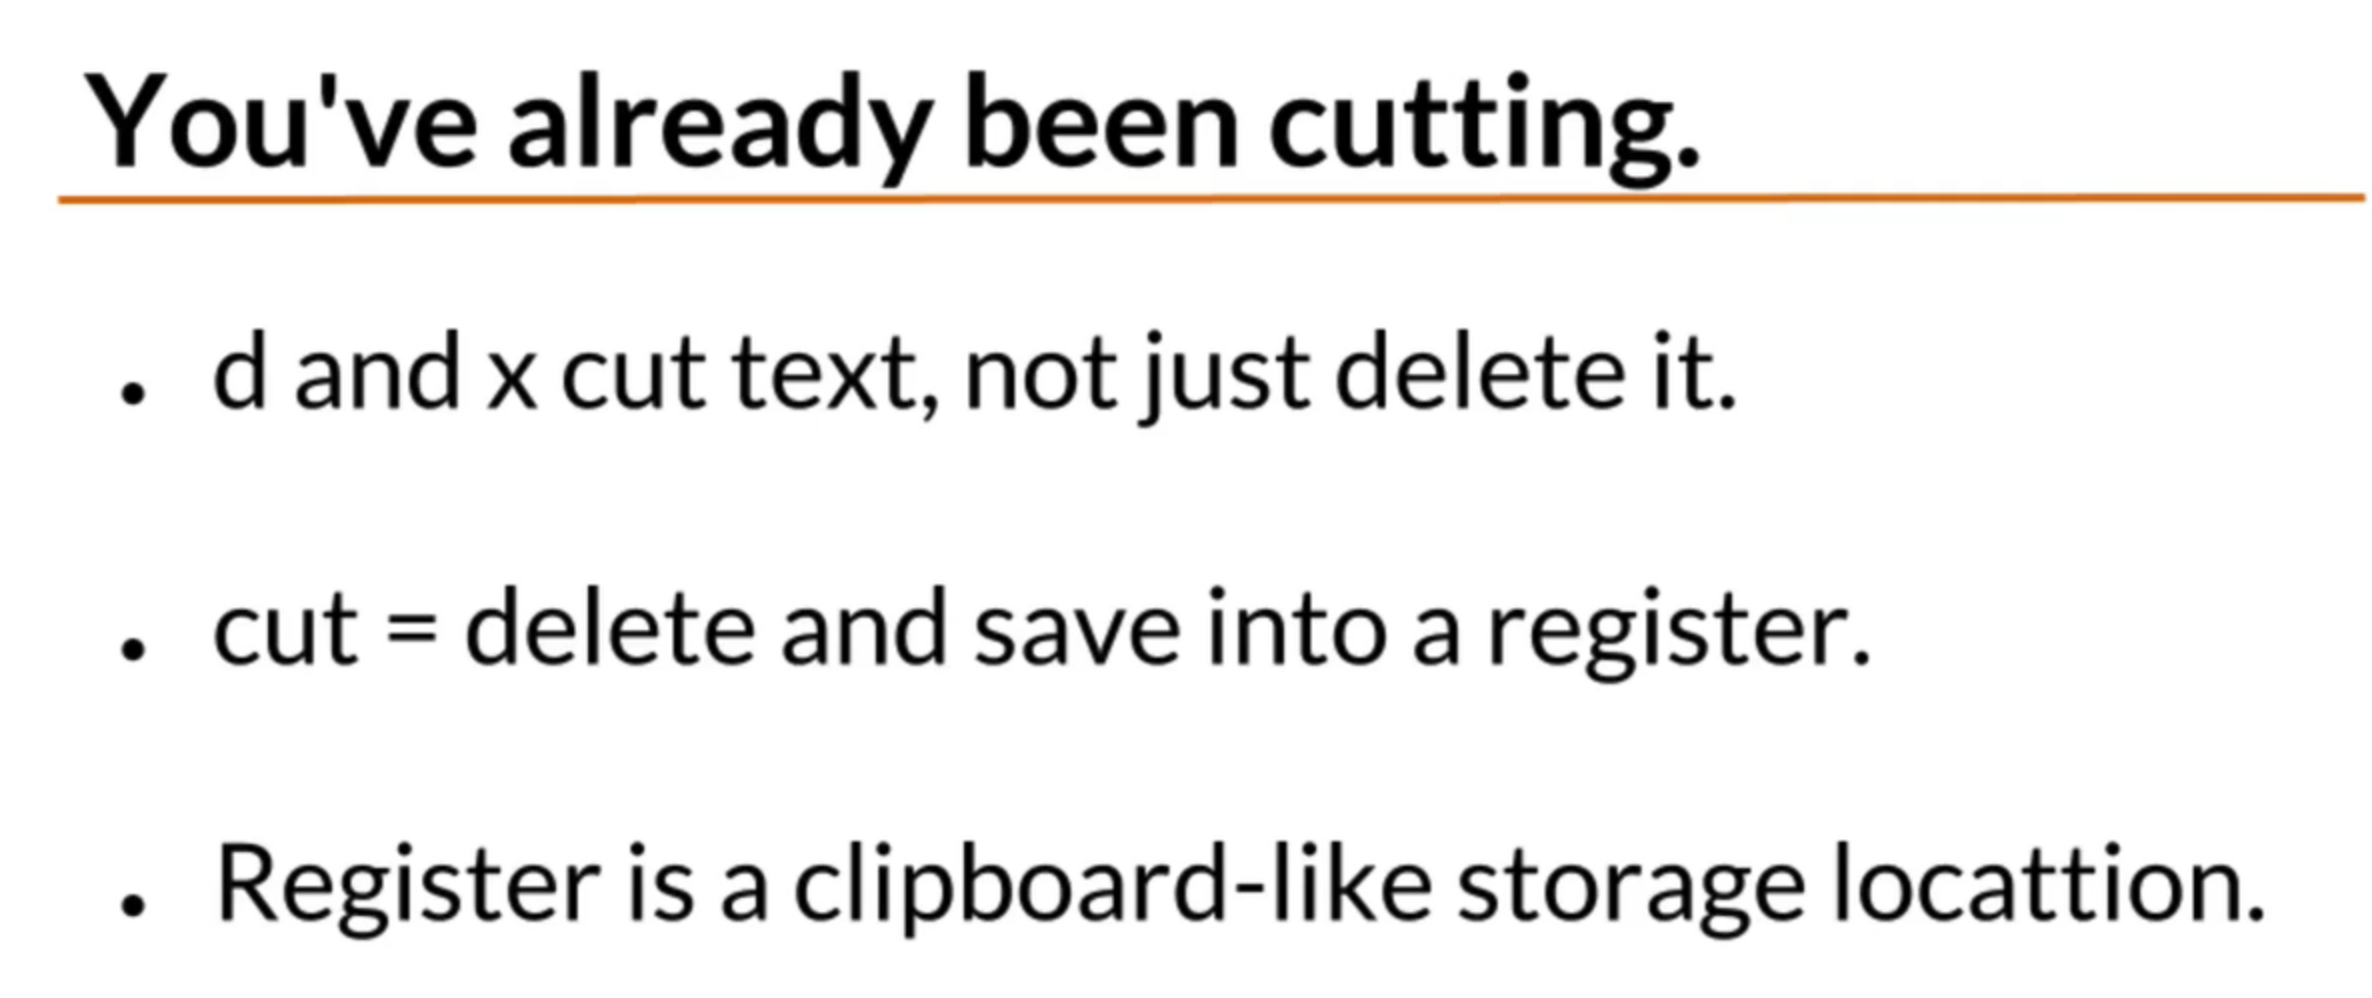 You've already been cutting.
• d and x cut text, not just delete it.
• cut = delete and save into a register.
• Register is a clipboard-like storage locattion.